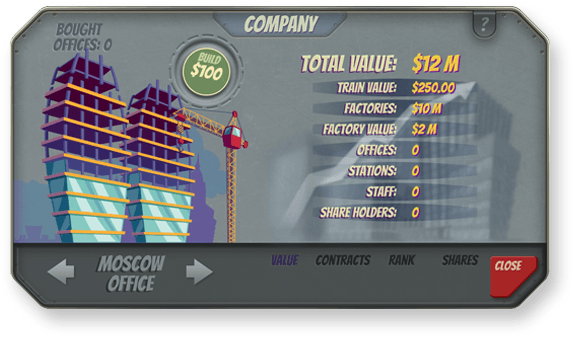 COMPANY
?
BOUGHT
OFFICES: 0
BUILD
$100
TOTAL VALUE: $12 M
TRAIN VALUE: $250.00
FACTORIES: $10 M
FACTORY VALUE: $2 M
OFFICES: 0
STATIONS: 0
STAFF: 0
SHARE HOLDERS: 0
MOSCOW
OFFICE
VALUE CONTRACTS RANK SHARES CLOSE